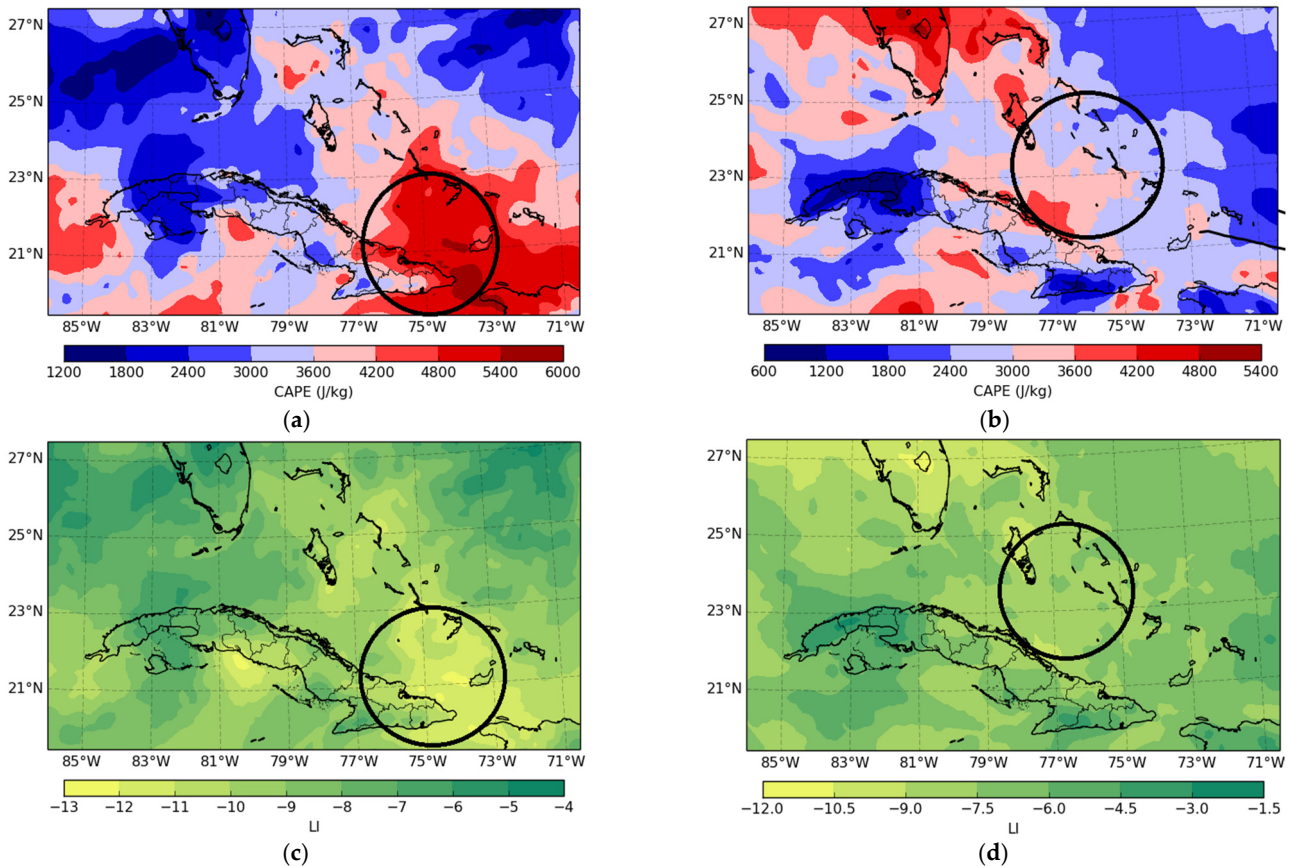 27°N
25°N
23°N
21°N
85°W 83°W 81°W 79°W 77°W 75°W 73°W 71°W
1200 1800 2400 3000 3600 4200 4800 5400 6000
CAPE (J/kg)
(a)
27°N
25°N
23°N
21°N
85°W 83°W 81°W 79°W 77°W 75°W 73°W 71°W
600 1200 1800 2400 3000 3600 4200 4800 5400
CAPE (J/kg)
(b)
27°N
25°N
23°N
21°N
85°W 83°W 81°W 79°W 77°W 75°W 73°W 71°W
−13 −12 −11 −10 −9 −8 −7 −6 −5 −4
LI
(c)
27°N
25°N
23°N
21°N
85°W 83°W 81°W 79°W 77°W 75°W 73°W 71°W
−12.0 −10.5 −9.0 −7.5 −6.0 −4.5 −3.0 −1.5
LI
(d)